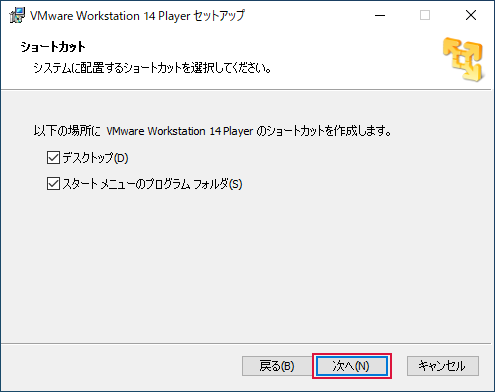 VMware Workstation 14 Player セットアップ
ショートカット
システムに配置するショートカットを選択してください。
以下の場所に VMware Workstation 14 Player のショートカットを作成します。
デスクトップ(D)
スタート メニューのプログラム フォルダ(S)
戻る(B) 次へ(N) キャンセル